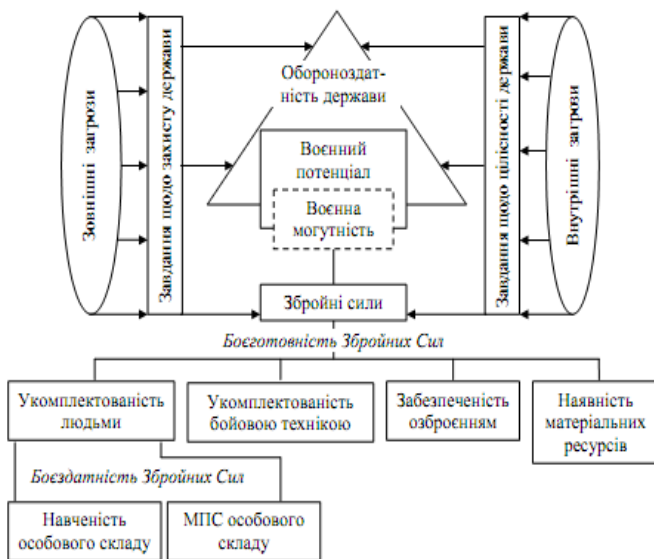 Зовнішні загрози
Завдання щодо захисту держави
Обороноздат-
ність держави
Воєнний
потенціал
Воєнна
могутність
Завдання щодо цілісності держави
Внутрішні загрози
Збройні сили
Боєготовність Збройних Сил
Укомплектованість
людьми
Укомплектованість
бойовою технікою
Забезпеченість
озброєнням
Наявність
матеріальних
ресурсів
Боєздатність Збройних Сил
Навченість
особового складу
МПС особового
складу